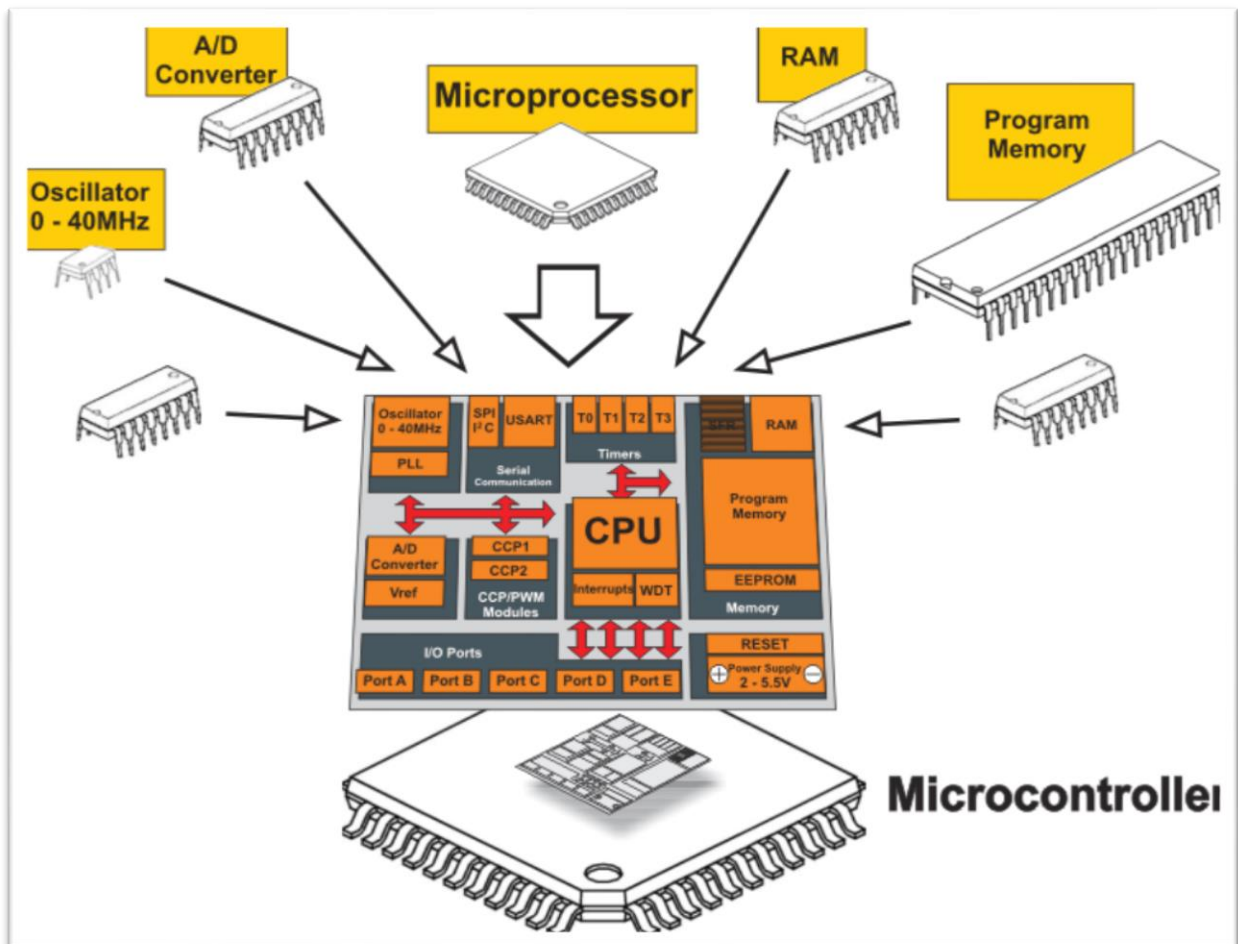 A/D
Converter
Microprocessor
RAM
Program
Memory
Oscillator
0 - 40MHz
Oscillator
0 - 40MHz
PLL
SPI
I²C
USART
Serial
Communication
T0 T1 T2 T3
Timers
SFR
RAM
Program
Memory
EEPROM
Memory
CPU
Interrupts
WDT
A/D
Converter
Vref
CCP1
CCP2
CCP/PWM
Modules
I/O Ports
Port A Port B Port C Port D Port E
RESET
Power Supply
2 - 5.5V
+ −
Microcontroller